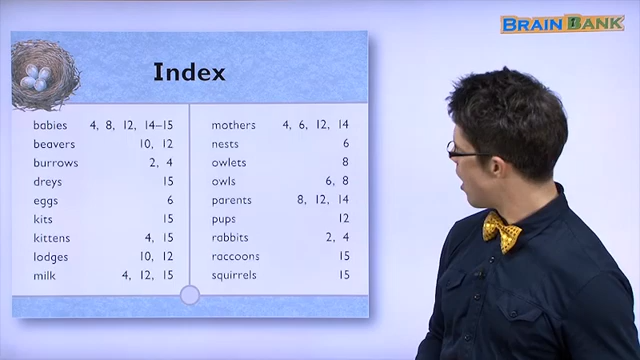 BRAIN BANK
Index
babies 4, 8, 12, 14–15
beavers 10, 12
burrows 2, 4
dreys 15
eggs 6
kits 15
kittens 4, 15
lodges 10, 12
milk 4, 12, 15
mothers 4, 6, 12, 14
nests 6
owlets 8
owls 6, 8
parents 8, 12, 14
pups 12
rabbits 2, 4
raccoons 15
squirrels 15